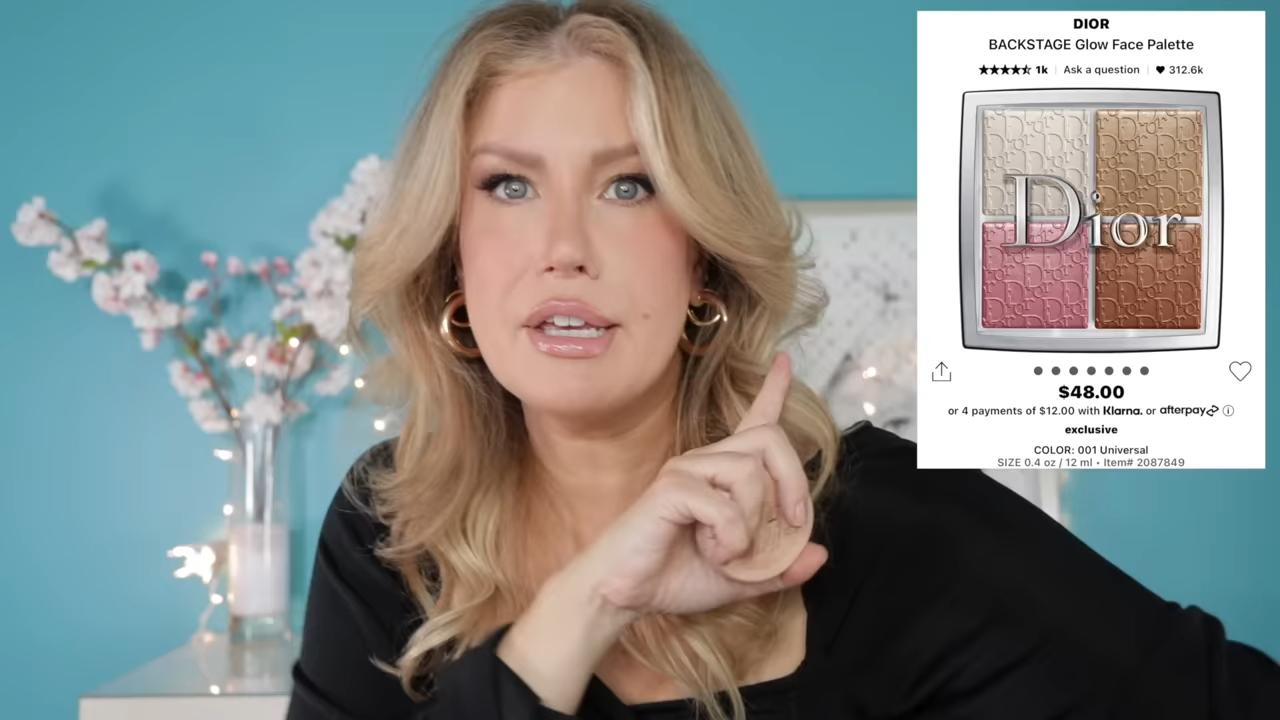 DIOR
BACKSTAGE Glow Face Palette
1k | Ask a question | 312.6k
Dior
$48.00
or 4 payments of $12.00 with Klarna. or afterpay
exclusive
COLOR: 001 Universal
SIZE 0.4 oz / 12 ml • Item# 2087849